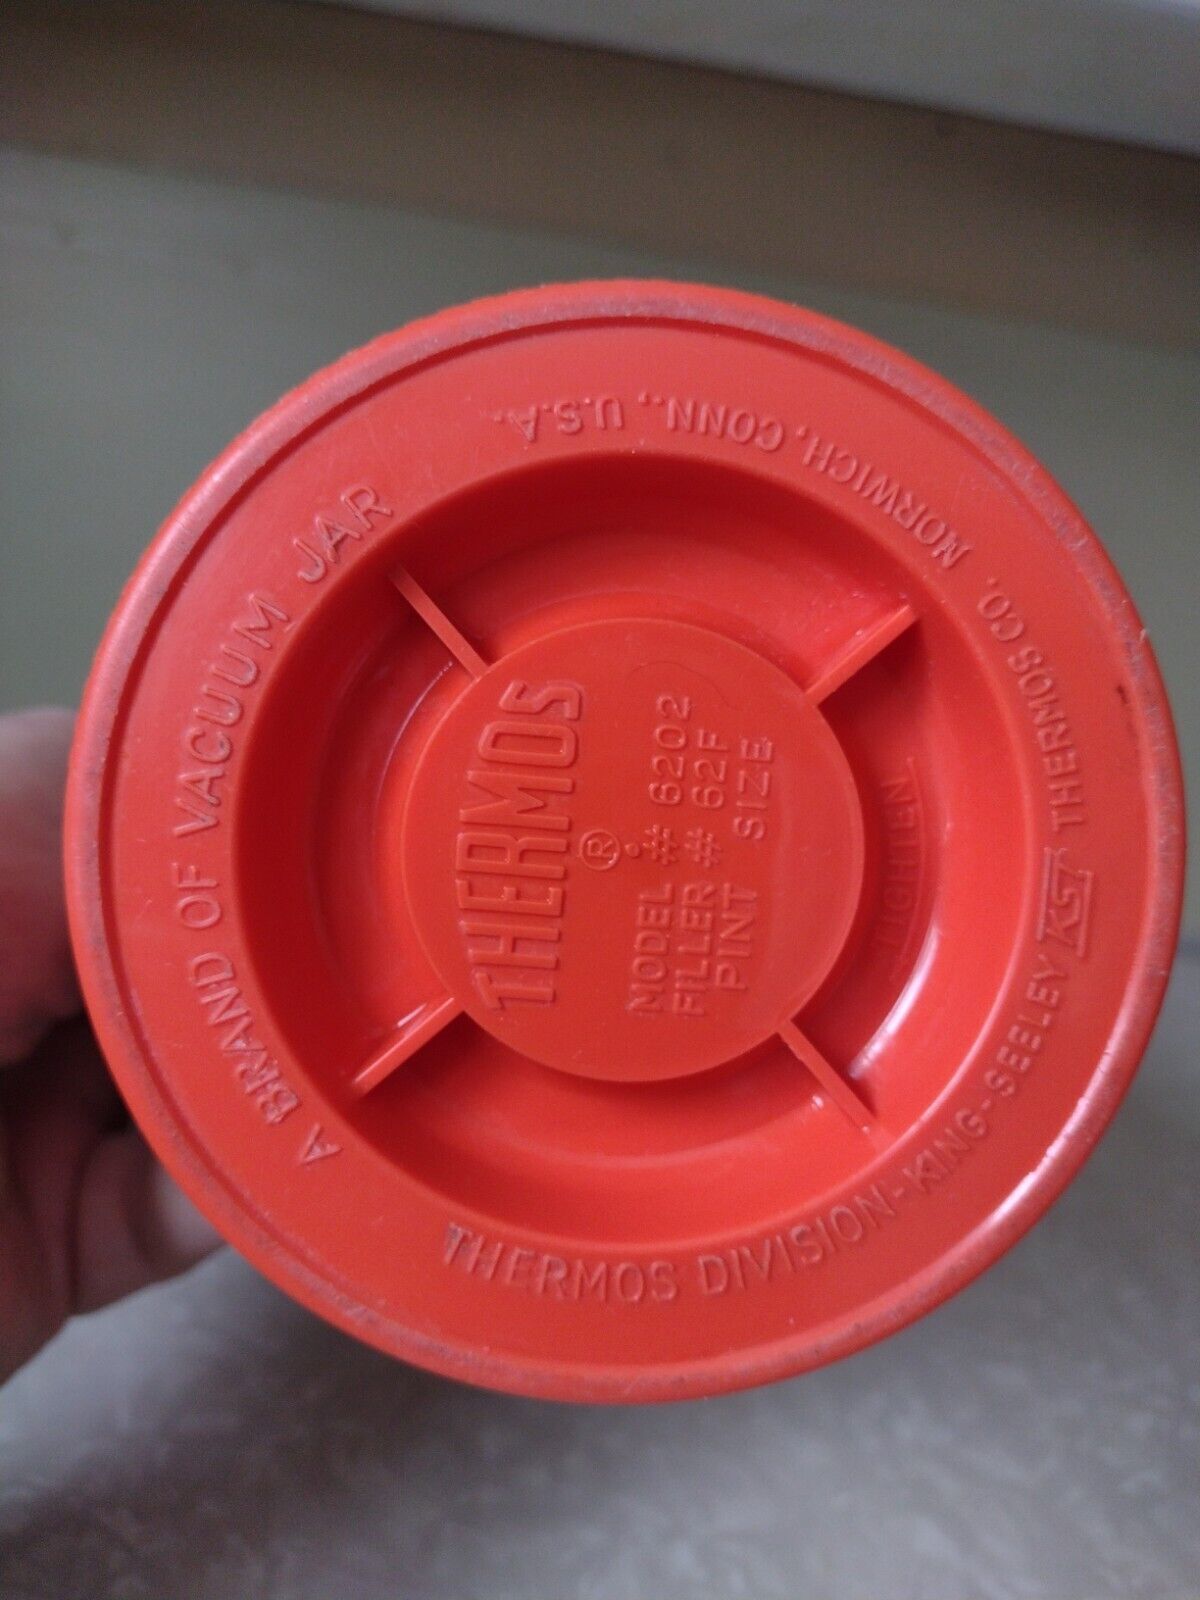 THERMOS
®
MODEL # 6202
FILLER # 62F
PINT SIZE
TIGHTEN
A BRAND OF VACUUM JAR
THERMOS DIVISION-KING-SEELEY KST THERMOS CO.
NORWICH, CONN., U.S.A.